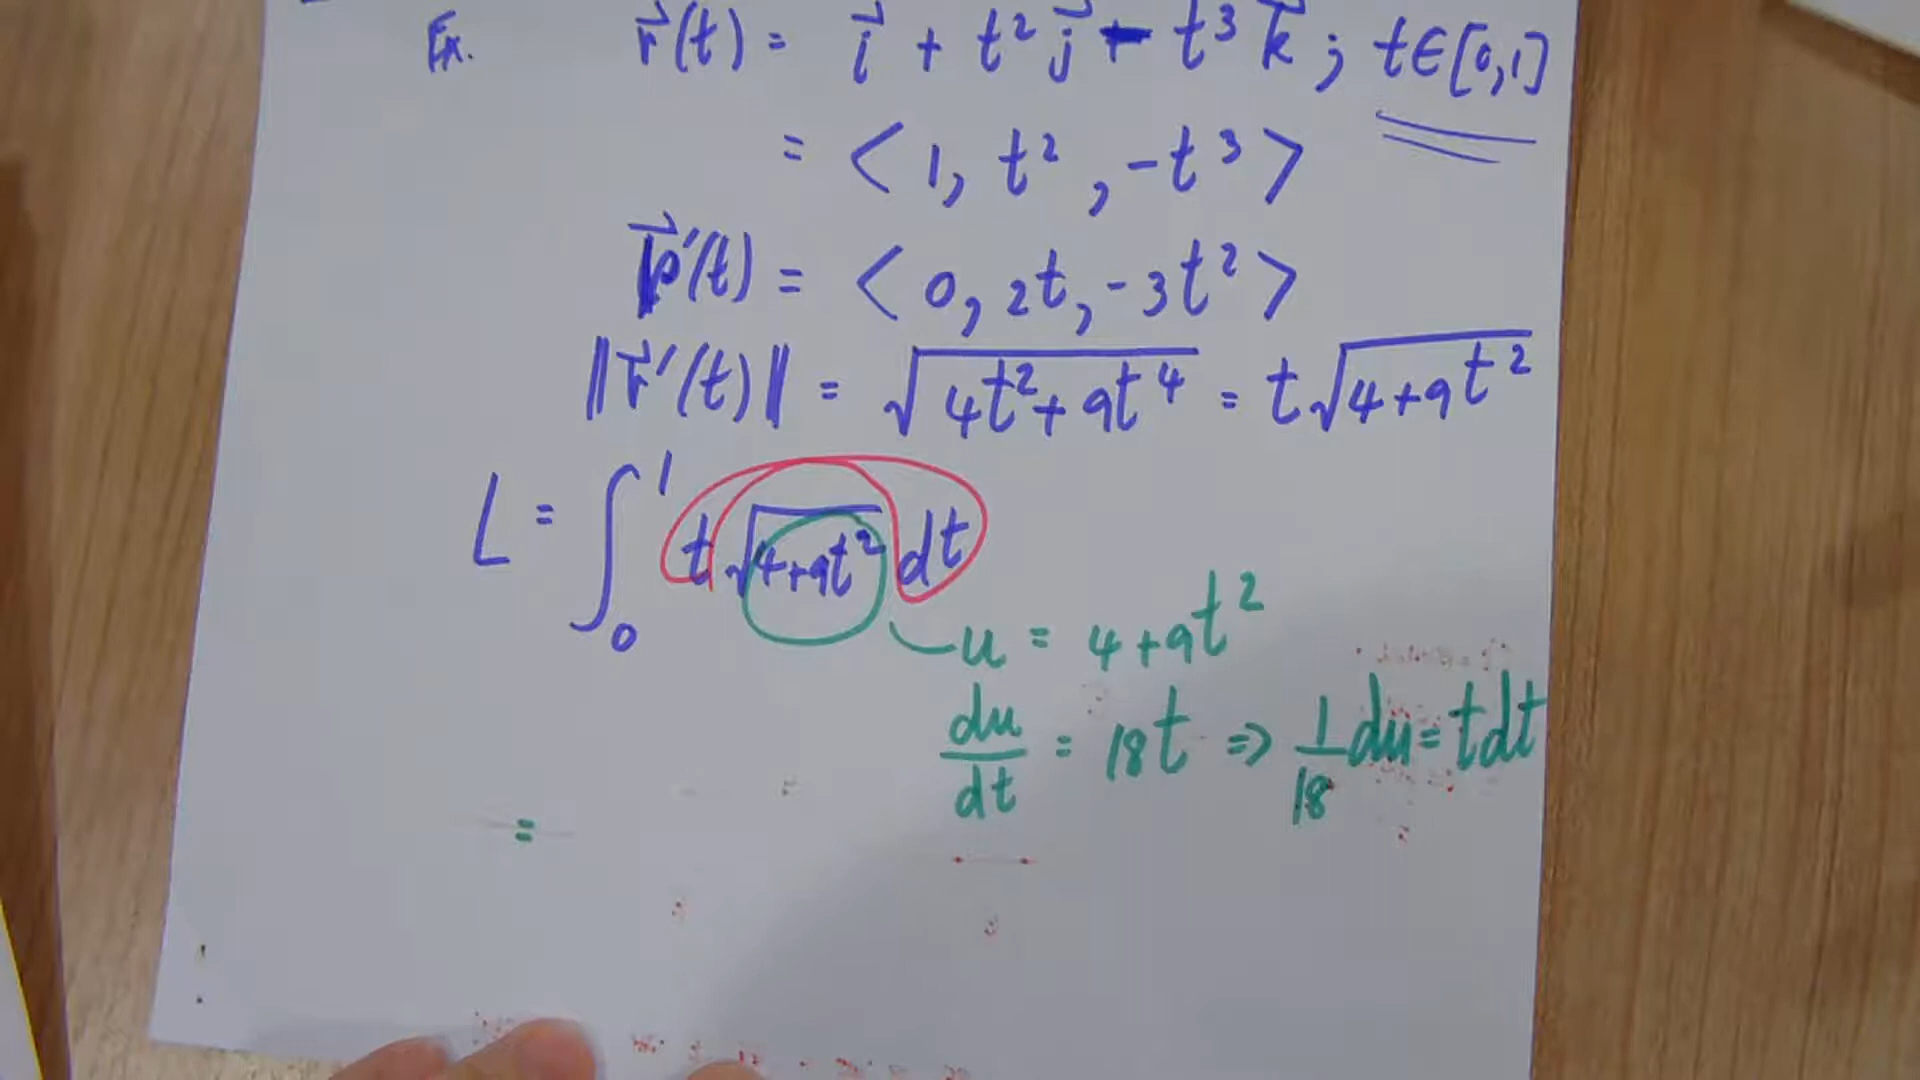 Ex. r⃗(t) = i⃗ + t² j⃗ - t³ k⃗ ; t∈[0,1]
= < 1, t², -t³ >
r⃗'(t) = < 0, 2t, -3t² >
‖r⃗'(t)‖ = √(4t²+9t⁴) = t√(4+9t²)
L = ∫₀¹ t√(4+9t²) dt
u = 4+9t²
du/dt = 18t ⇒ 1/18 du = tdt
=